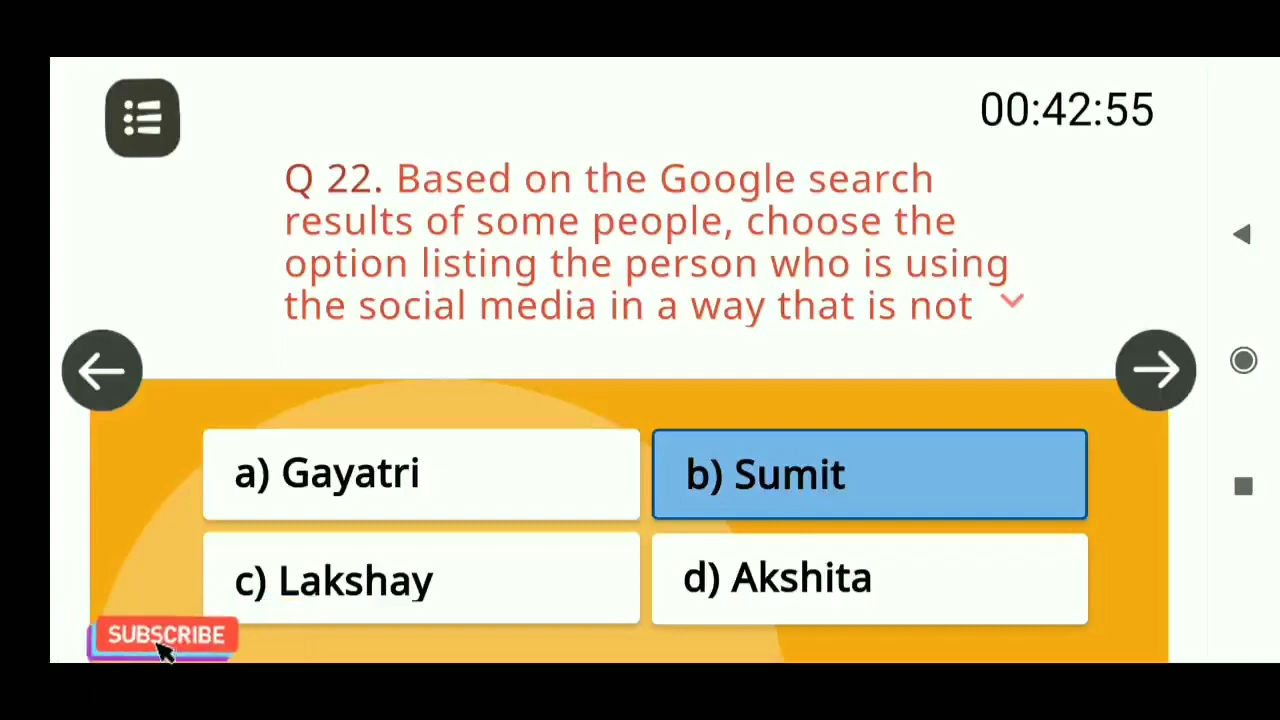 00:42:55
Q 22. Based on the Google search
results of some people, choose the
option listing the person who is using
the social media in a way that is not
a) Gayatri
b) Sumit
c) Lakshay
d) Akshita
SUBSCRIBE